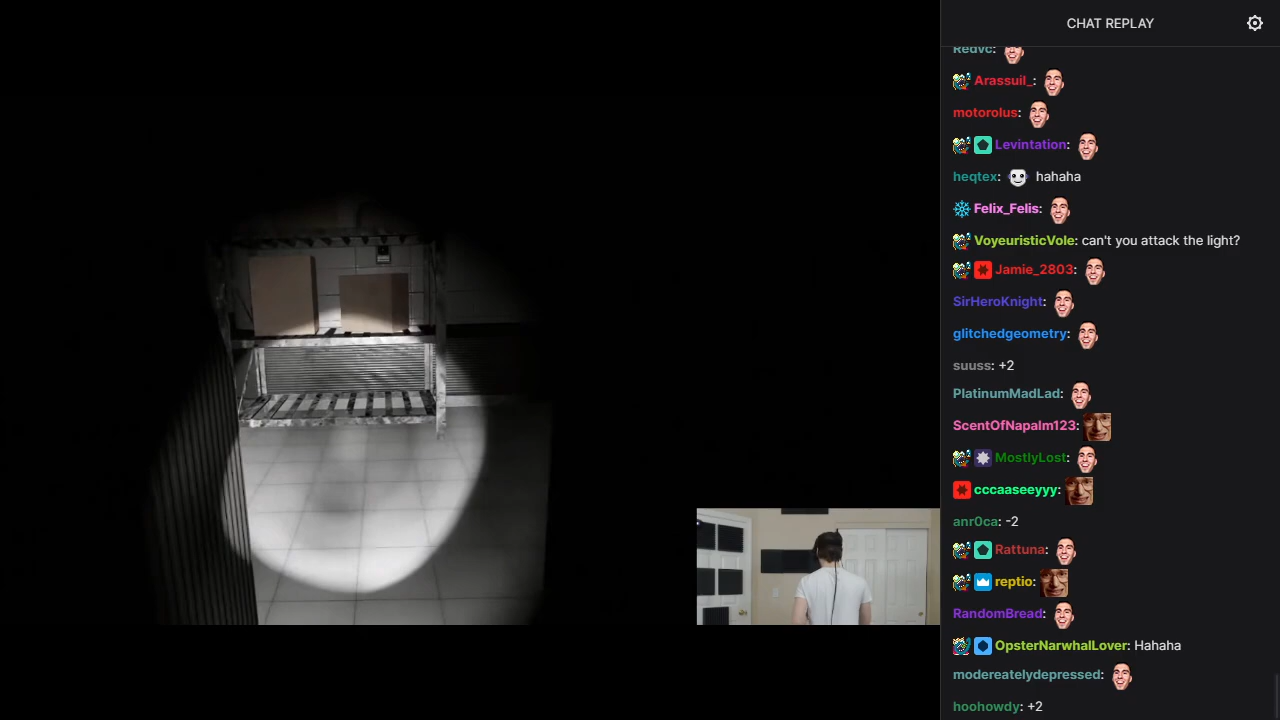 CHAT REPLAY
Redvc:
Arassuil_:
motorolus:
Levintation:
heqtex: hahaha
Felix_Felis:
VoyeuristicVole: can't you attack the light?
Jamie_2803:
SirHeroKnight:
glitchedgeometry:
suuss: +2
PlatinumMadLad:
ScentOfNapalm123:
MostlyLost:
cccaaseeyyy:
anr0ca: -2
Rattuna:
reptio:
RandomBread:
OpsterNarwhalLover: Hahaha
modereatelydepressed:
hoohowdy: +2